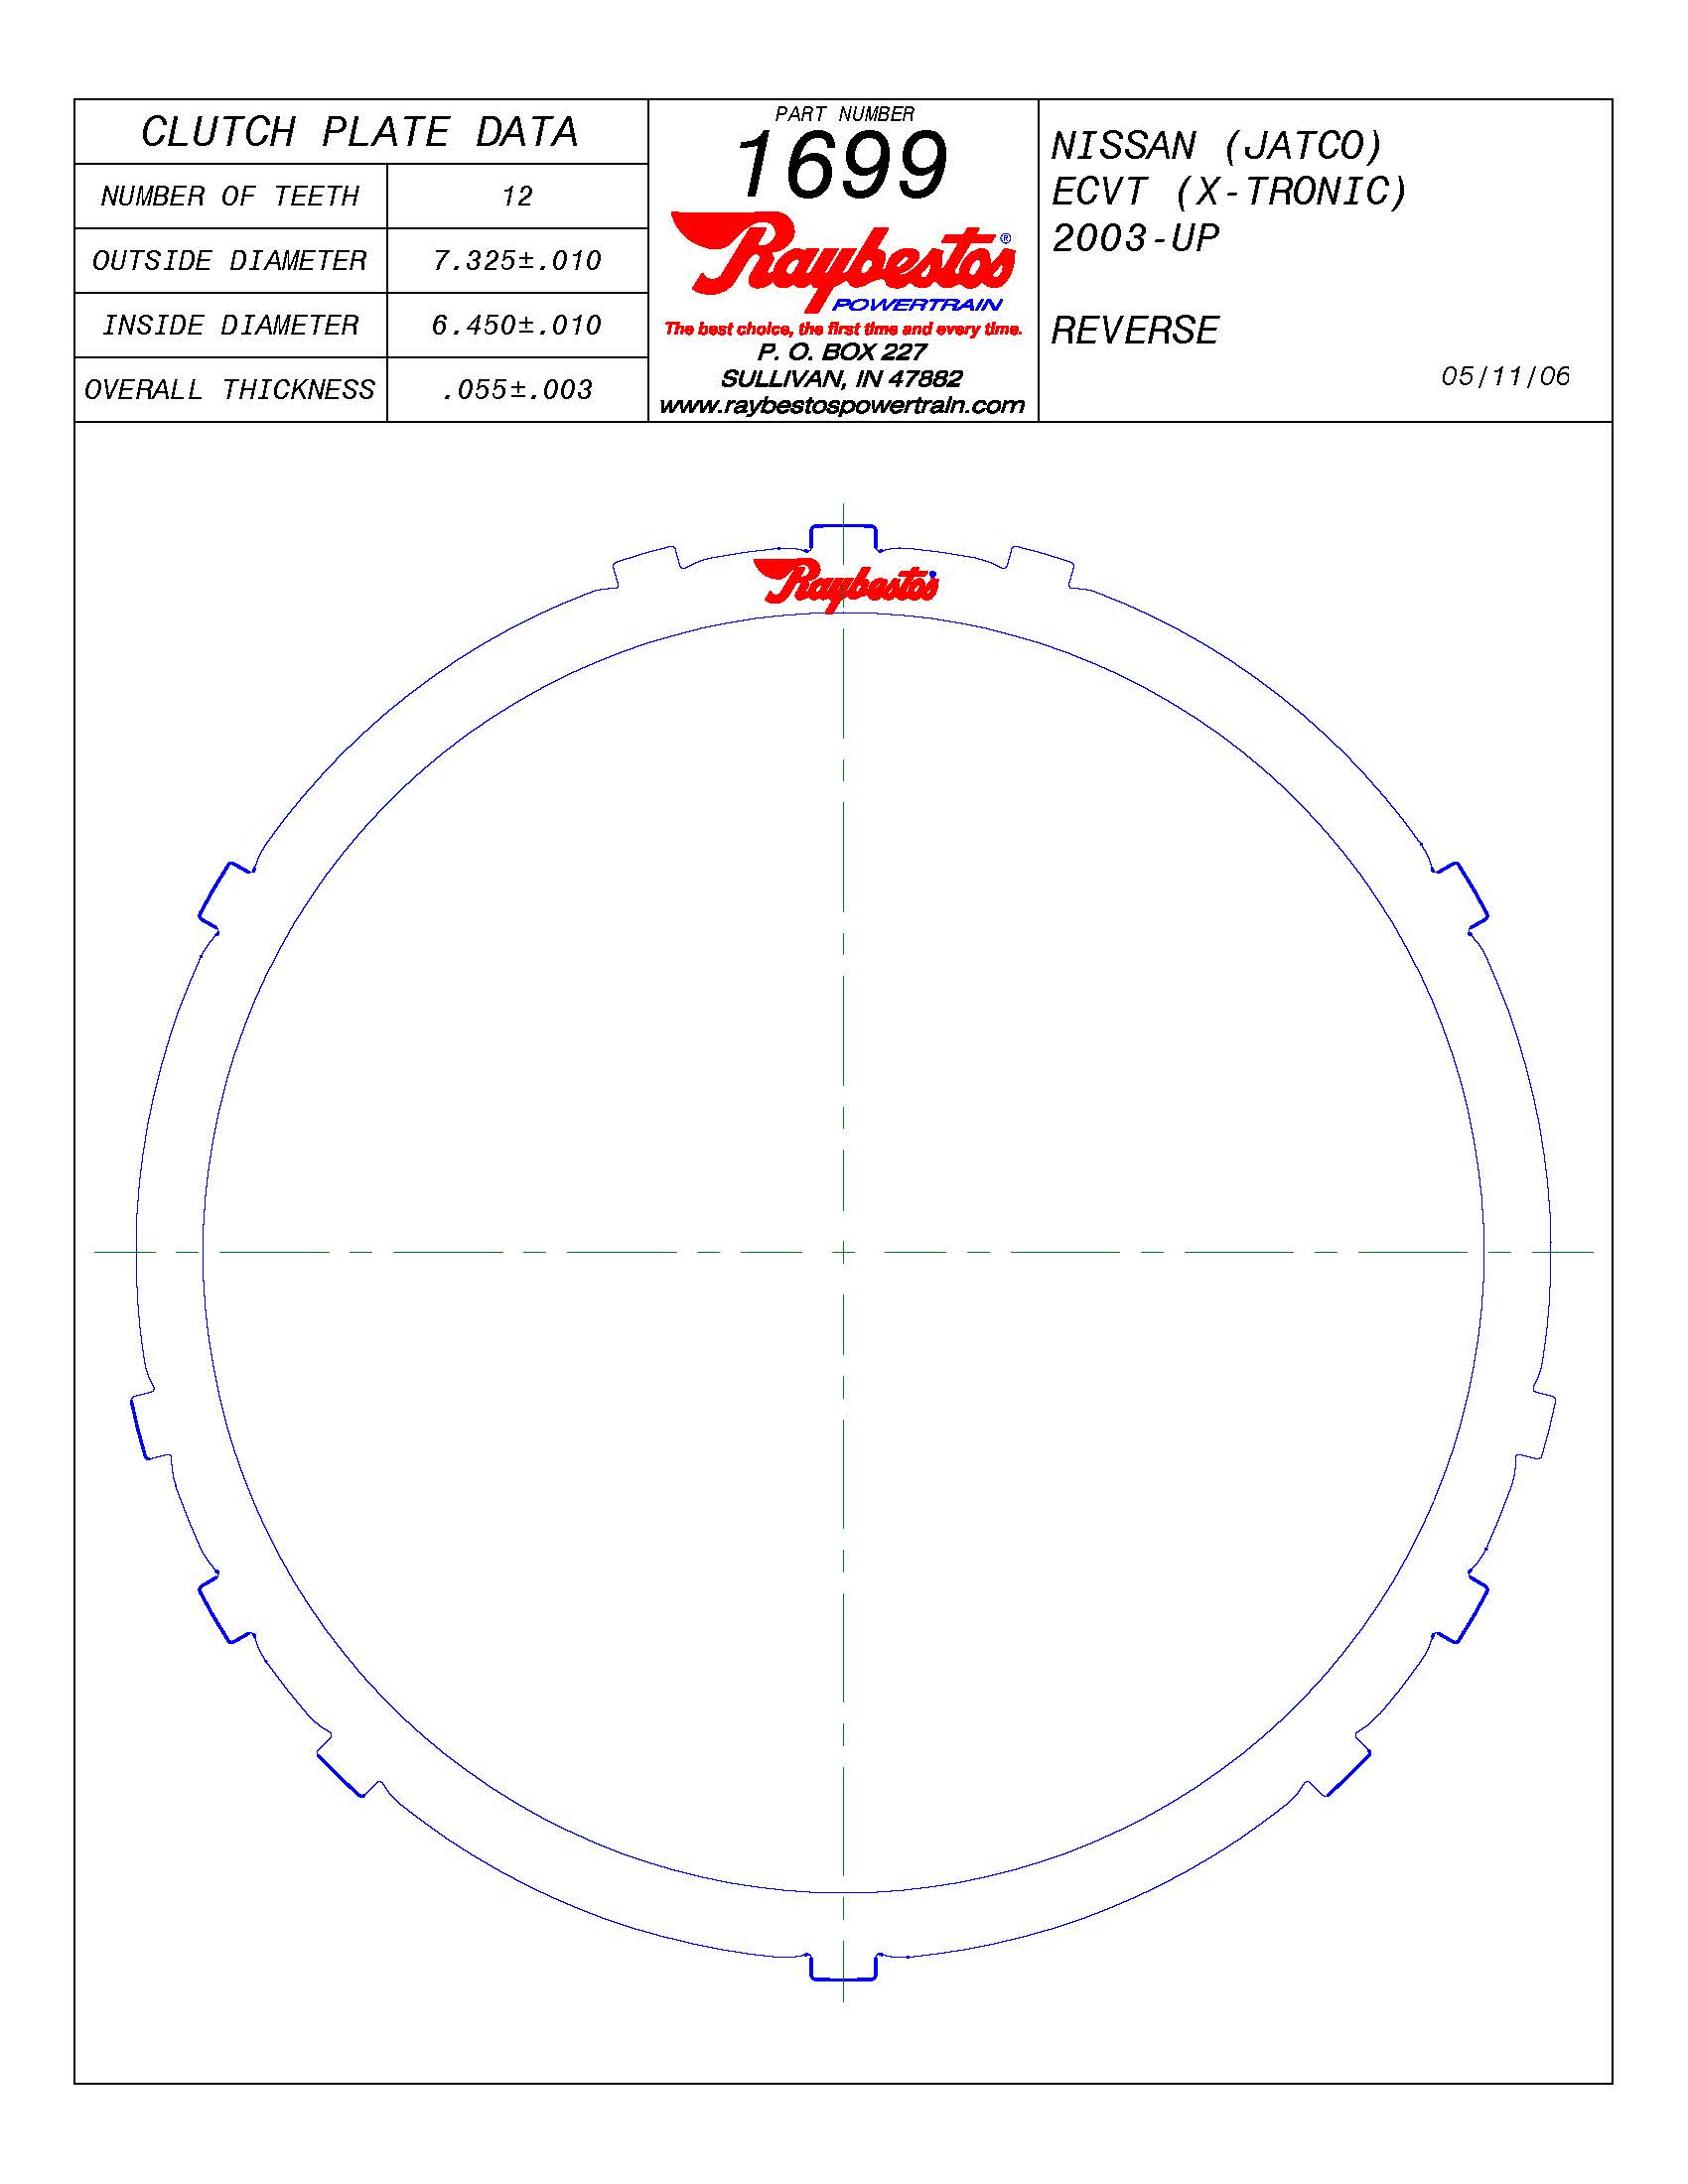 CLUTCH PLATE DATA
NUMBER OF TEETH 12
OUTSIDE DIAMETER 7.325±.010
INSIDE DIAMETER 6.450±.010
OVERALL THICKNESS .055±.003
PART NUMBER
1699
Raybestos®
POWERTRAIN
The best choice, the first time and every time.
P. O. BOX 227
SULLIVAN, IN 47882
www.raybestospowertrain.com
NISSAN (JATCO)
ECVT (X-TRONIC)
2003-UP
REVERSE
05/11/06
Raybestos